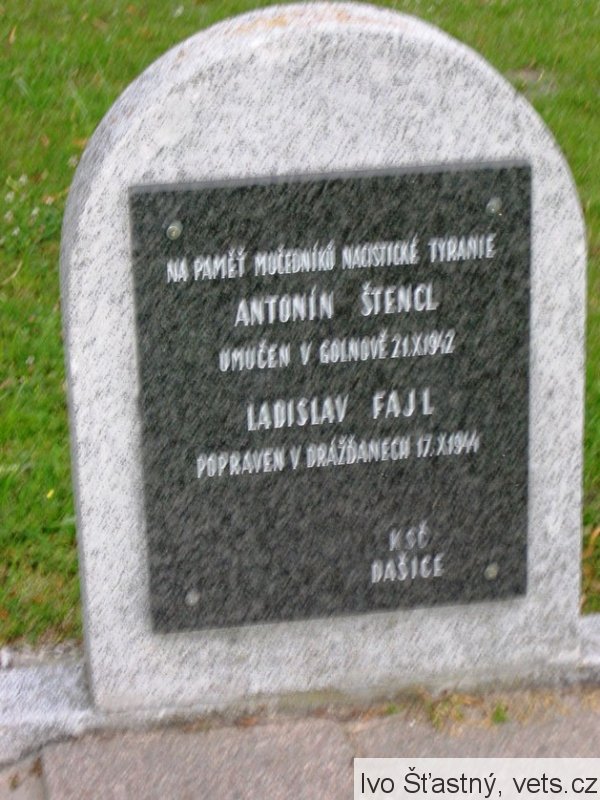 NA PAMĚŤ MUČEDNÍKŮ NACISTICKÉ TYRANIE
ANTONÍN ŠTENCL
UMUČEN V GOLNOVĚ 21.X.1942
LADISLAV FAJL
POPRAVEN V DRÁŽĎANECH 17.X.1944
KSČ
DAŠICE
Ivo Šťastný, vets.cz